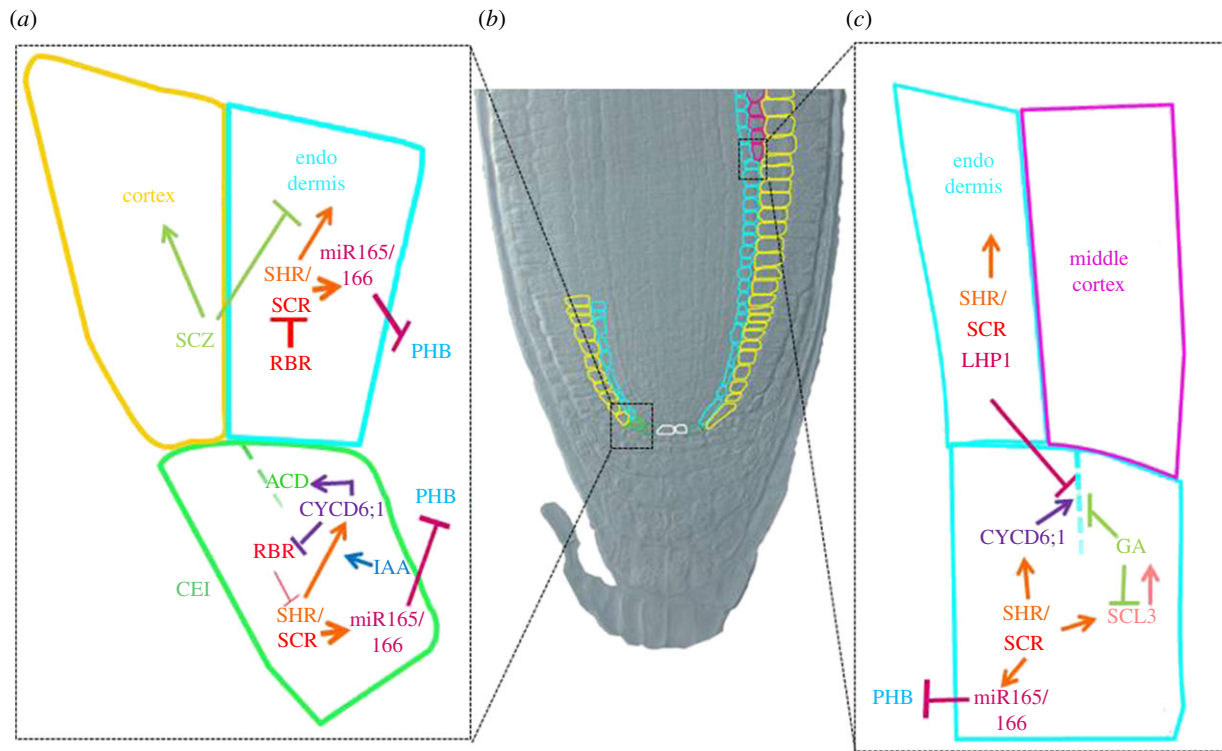 (a)
(b)
(c)
cortex
endo
dermis
SHR/
SCR
miR165/
166
SCZ
RBR
PHB
ACD
CYCD6;1
PHB
RBR
IAA
CEI
SHR/
SCR
miR165/
166
endo
dermis
middle
cortex
SHR/
SCR
LHP1
CYCD6;1
GA
SHR/
SCR
SCL3
PHB
miR165/
166